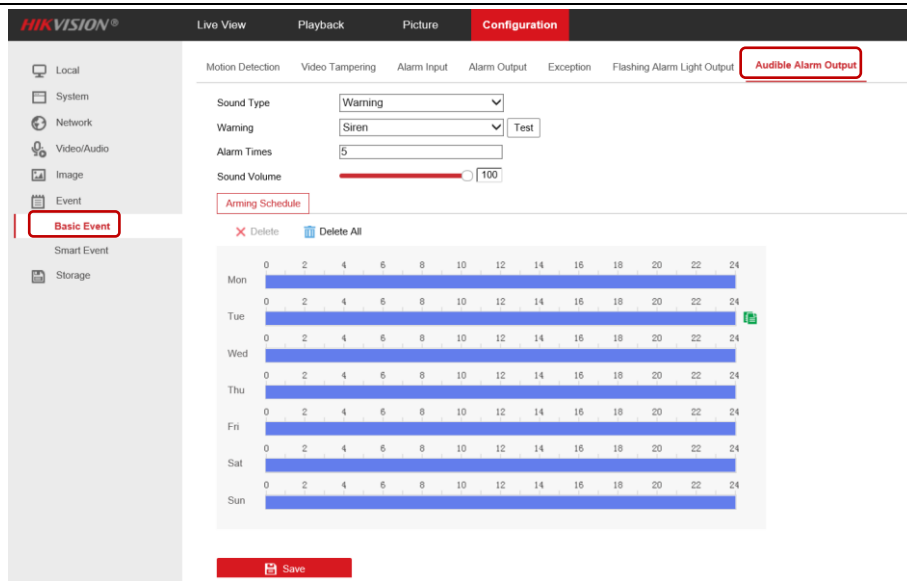 HIKVISION®
Live View Playback Picture Configuration
Local
System
Network
Video/Audio
Image
Event
Basic Event
Smart Event
Storage
Motion Detection Video Tampering Alarm Input Alarm Output Exception Flashing Alarm Light Output Audible Alarm Output
Sound Type Warning
Warning Siren Test
Alarm Times 5
Sound Volume 100
Arming Schedule
Delete Delete All
0 2 4 6 8 10 12 14 16 18 20 22 24
Mon
0 2 4 6 8 10 12 14 16 18 20 22 24
Tue
0 2 4 6 8 10 12 14 16 18 20 22 24
Wed
0 2 4 6 8 10 12 14 16 18 20 22 24
Thu
0 2 4 6 8 10 12 14 16 18 20 22 24
Fri
0 2 4 6 8 10 12 14 16 18 20 22 24
Sat
0 2 4 6 8 10 12 14 16 18 20 22 24
Sun
Save